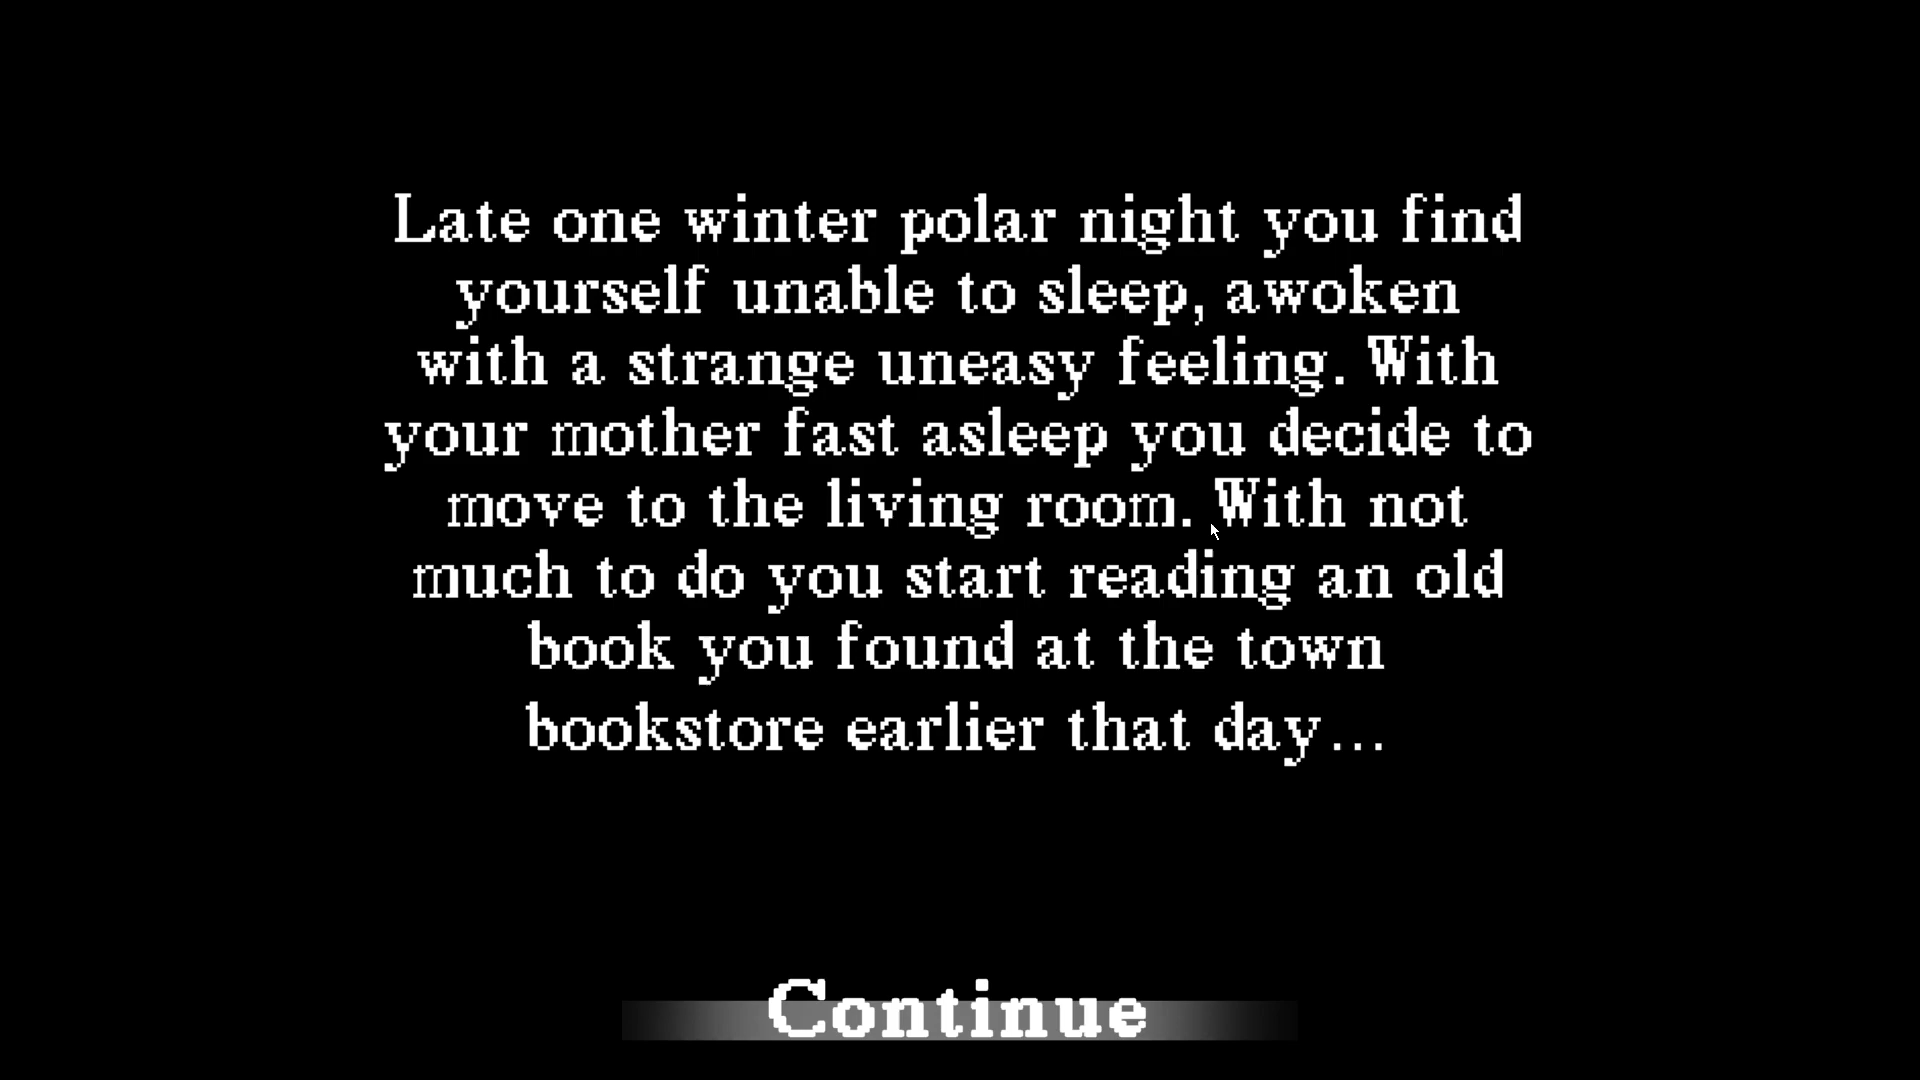 Late one winter polar night you find
yourself unable to sleep, awoken
with a strange uneasy feeling. With
your mother fast asleep you decide to
move to the living room. With not
much to do you start reading an old
book you found at the town
bookstore earlier that day...
Continue